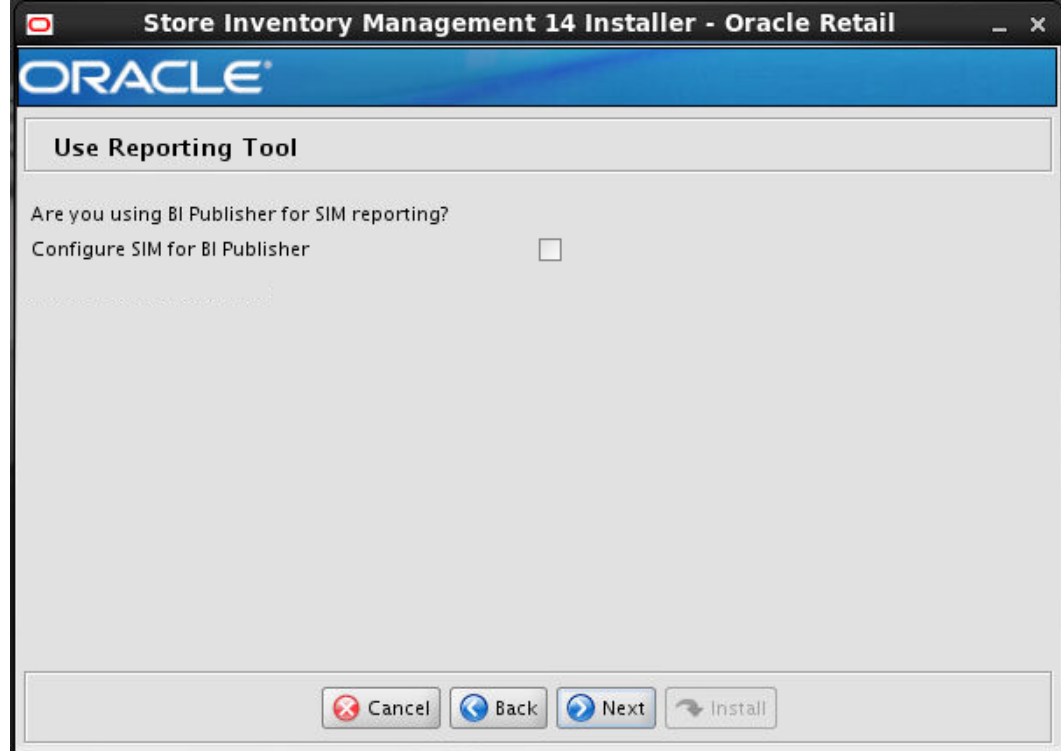 Store Inventory Management 14 Installer - Oracle Retail
ORACLE®
Use Reporting Tool
Are you using BI Publisher for SIM reporting?
Configure SIM for BI Publisher
Cancel Back Next Install